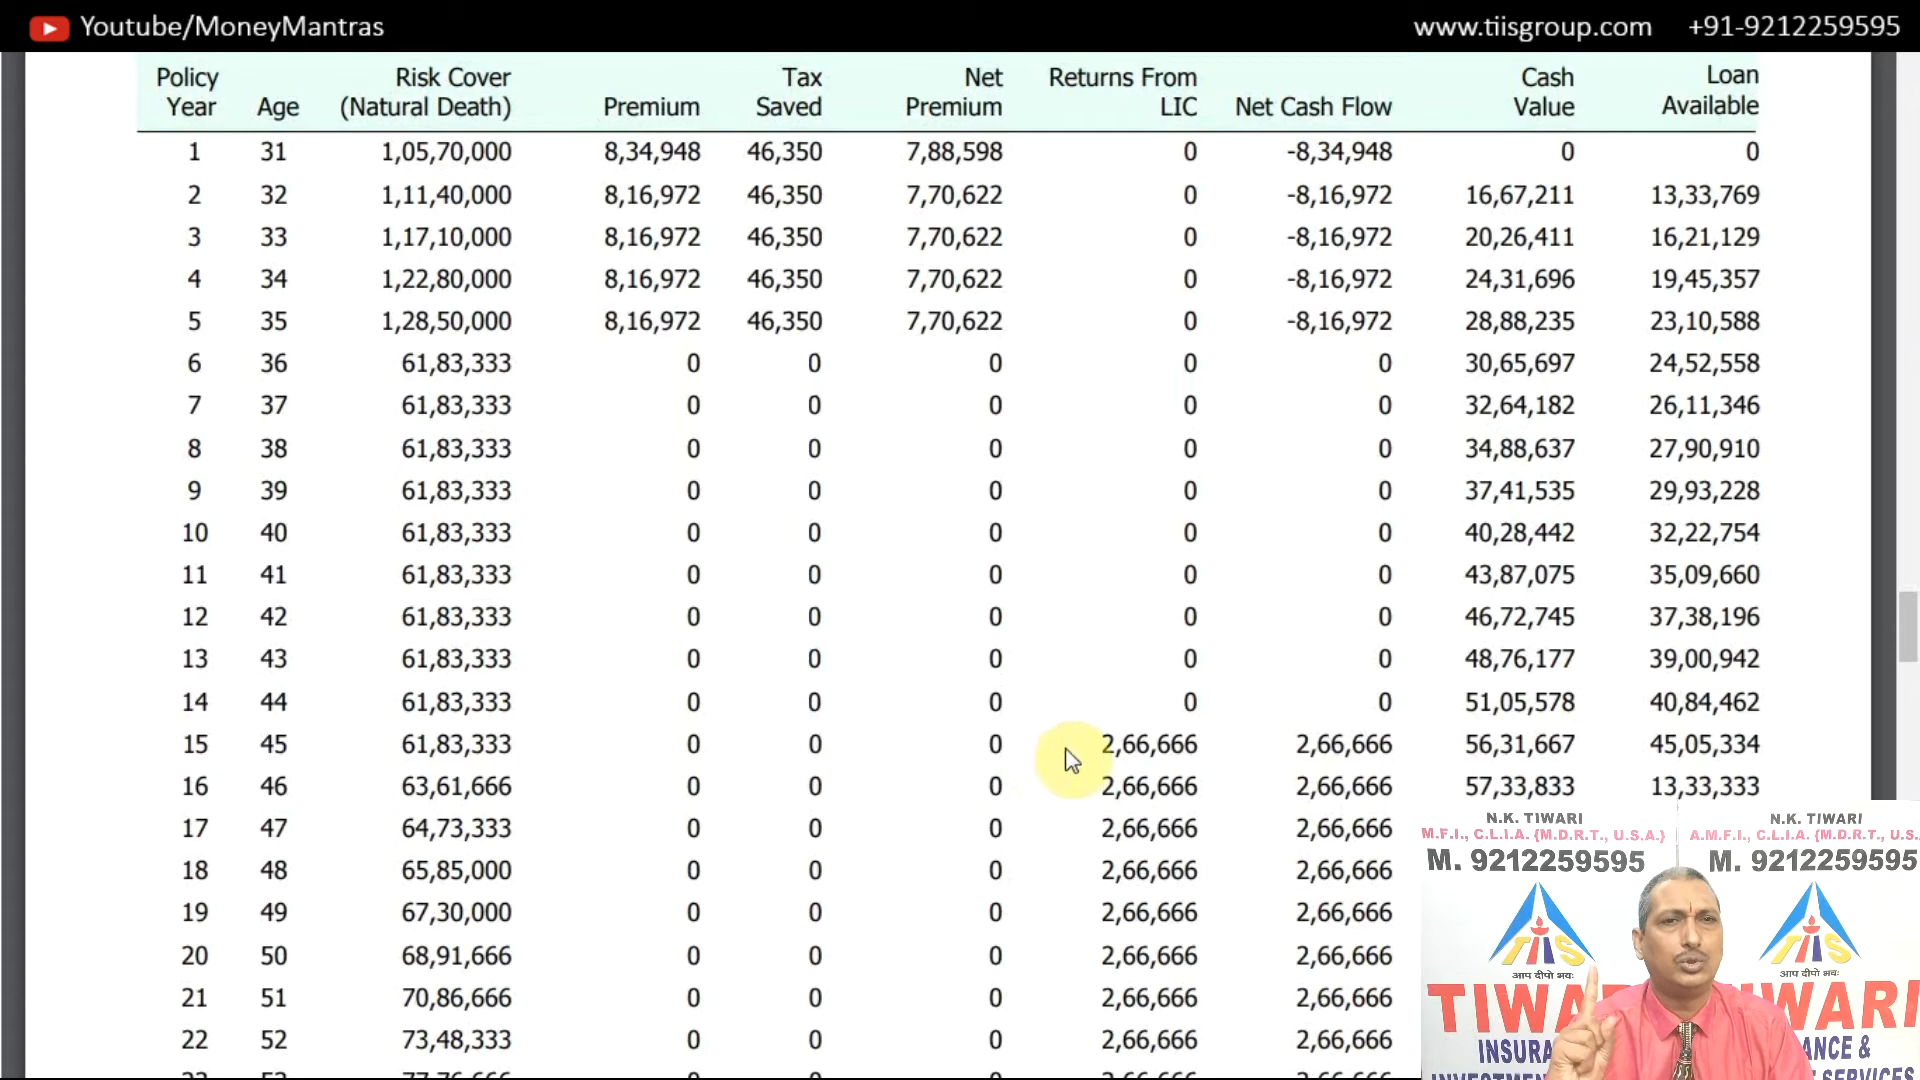 Youtube/MoneyMantras www.tiisgroup.com +91-9212259595
Policy Year Age Risk Cover (Natural Death) Premium Tax Saved Net Premium Returns From LIC Net Cash Flow Cash Value Loan Available
1 31 1,05,70,000 8,34,948 46,350 7,88,598 0 -8,34,948 0 0
2 32 1,11,40,000 8,16,972 46,350 7,70,622 0 -8,16,972 16,67,211 13,33,769
3 33 1,17,10,000 8,16,972 46,350 7,70,622 0 -8,16,972 20,26,411 16,21,129
4 34 1,22,80,000 8,16,972 46,350 7,70,622 0 -8,16,972 24,31,696 19,45,357
5 35 1,28,50,000 8,16,972 46,350 7,70,622 0 -8,16,972 28,88,235 23,10,588
6 36 61,83,333 0 0 0 0 0 30,65,697 24,52,558
7 37 61,83,333 0 0 0 0 0 32,64,182 26,11,346
8 38 61,83,333 0 0 0 0 0 34,88,637 27,90,910
9 39 61,83,333 0 0 0 0 0 37,41,535 29,93,228
10 40 61,83,333 0 0 0 0 0 40,28,442 32,22,754
11 41 61,83,333 0 0 0 0 0 43,87,075 35,09,660
12 42 61,83,333 0 0 0 0 0 46,72,745 37,38,196
13 43 61,83,333 0 0 0 0 0 48,76,177 39,00,942
14 44 61,83,333 0 0 0 0 0 51,05,578 40,84,462
15 45 61,83,333 0 0 0 2,66,666 2,66,666 56,31,667 45,05,334
16 46 63,61,666 0 0 0 2,66,666 2,66,666 57,33,833 13,33,333
17 47 64,73,333 0 0 0 2,66,666 2,66,666
18 48 65,85,000 0 0 0 2,66,666 2,66,666
19 49 67,30,000 0 0 0 2,66,666 2,66,666
20 50 68,91,666 0 0 0 2,66,666 2,66,666
21 51 70,86,666 0 0 0 2,66,666 2,66,666
22 52 73,48,333 0 0 0 2,66,666 2,66,666
N.K. TIWARI N.K. TIWARI
M.F.I., C.L.I.A. {M.D.R.T., U.S.A.} A.M.F.I., C.L.I.A. {M.D.R.T., U.S.
M. 9212259595 M. 9212259595
TIIS TIIS
आप दीपो भवः आप दीपो भवः
TIWA IWARI
INSURA ANCE &
SERVICES